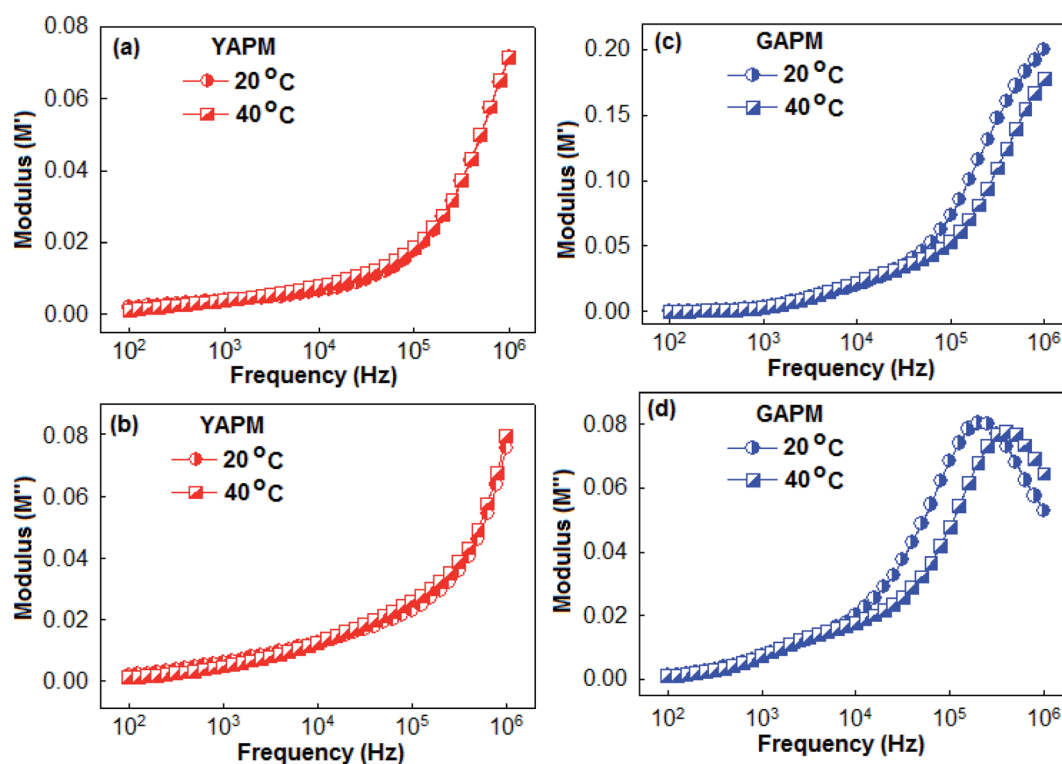 (a) YAPM
20 °C
40 °C
0.08
0.06
0.04
0.02
0.00
Modulus (M')
10² 10³ 10⁴ 10⁵ 10⁶
Frequency (Hz)
(c) GAPM
20 °C
40 °C
0.20
0.15
0.10
0.05
0.00
Modulus (M')
10² 10³ 10⁴ 10⁵ 10⁶
Frequency (Hz)
(b) YAPM
20 °C
40 °C
0.08
0.06
0.04
0.02
0.00
Modulus (M")
10² 10³ 10⁴ 10⁵ 10⁶
Frequency (Hz)
(d) GAPM
20 °C
40 °C
0.08
0.06
0.04
0.02
0.00
Modulus (M")
10² 10³ 10⁴ 10⁵ 10⁶
Frequency (Hz)